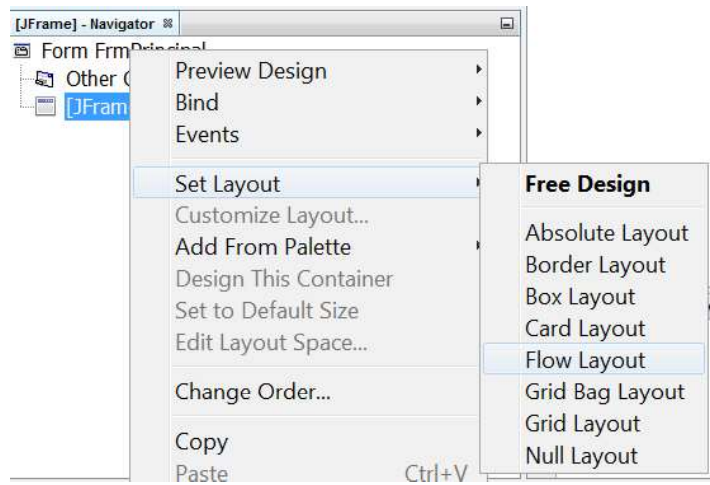 [JFrame] - Navigator
Form FrmPrincipal
Other
[JFram
Preview Design
Bind
Events
Set Layout
Customize Layout...
Add From Palette
Design This Container
Set to Default Size
Edit Layout Space...
Change Order...
Copy
Paste Ctrl+V
Free Design
Absolute Layout
Border Layout
Box Layout
Card Layout
Flow Layout
Grid Bag Layout
Grid Layout
Null Layout